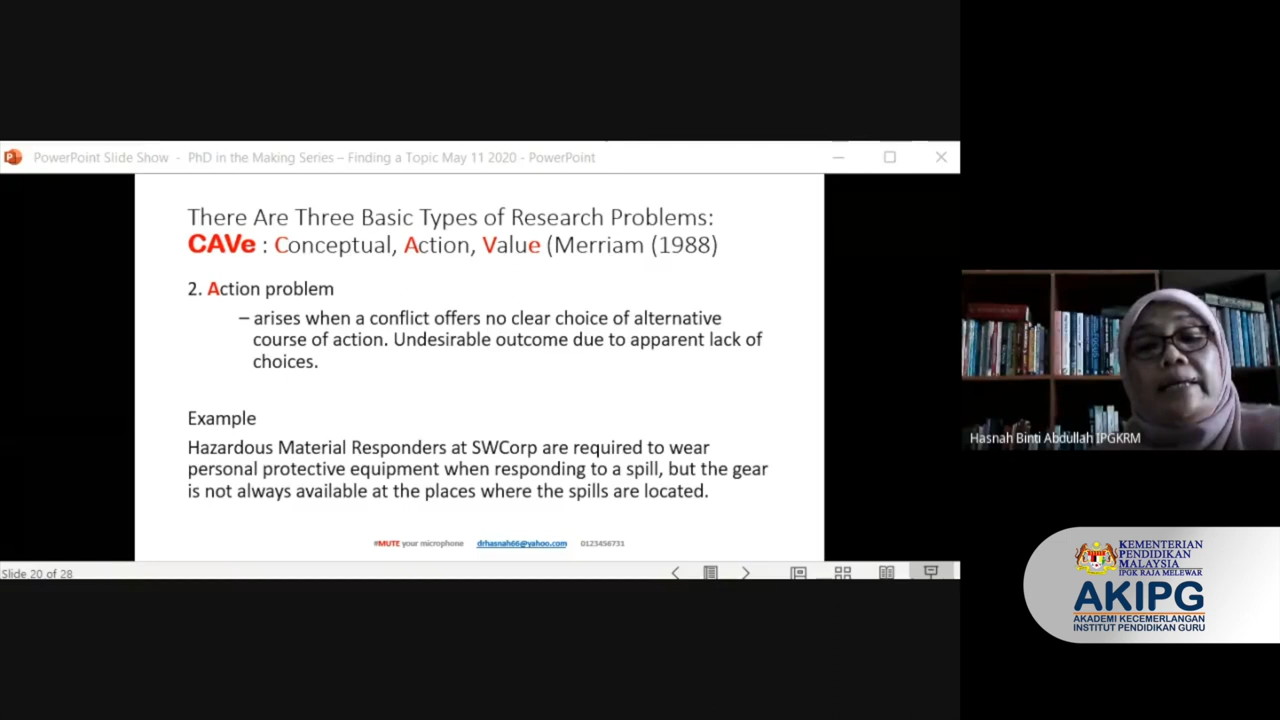 PowerPoint Slide Show - PhD in the Making Series – Finding a Topic May 11 2020 - PowerPoint
There Are Three Basic Types of Research Problems:
CAVe : Conceptual, Action, Value (Merriam (1988)
2. Action problem
– arises when a conflict offers no clear choice of alternative
course of action. Undesirable outcome due to apparent lack of
choices.
Example
Hazardous Material Responders at SWCorp are required to wear
personal protective equipment when responding to a spill, but the gear
is not always available at the places where the spills are located.
#MUTE your microphone drhasnah66@yahoo.com 0123456731
Slide 20 of 28
Hasnah Binti Abdullah IPGKRM
KEMENTERIAN
PENDIDIKAN
MALAYSIA
IPGK RAJA MELEWAR
AKIPG
AKADEMI KECEMERLANGAN
INSTITUT PENDIDIKAN GURU